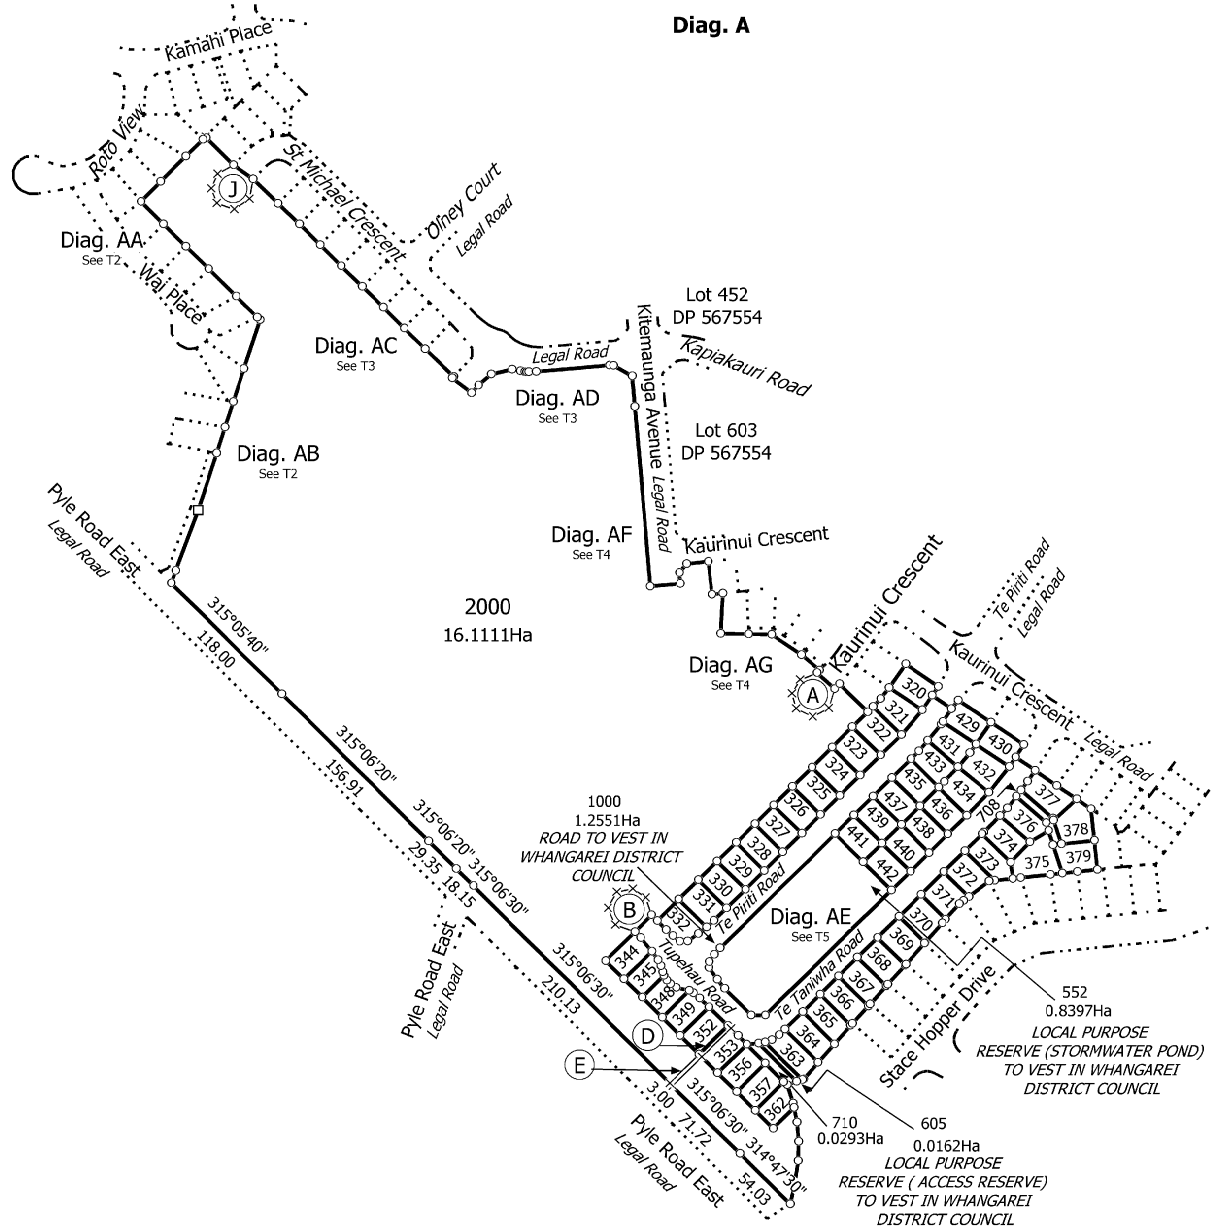 Diag. A
Kamahi Place
Roto View
St Michael Crescent
Olney Court
Legal Road
J
Diag. AA
See T2
Wai Place
Lot 452
DP 567554
Kitemaunga Avenue
Legal Road
Kapiakauri Road
Legal Road
Diag. AC
See T3
Diag. AD
See T3
Lot 603
DP 567554
Diag. AB
See T2
Pyle Road East
Legal Road
Diag. AF
See T4
Kaurinui Crescent
Kaurinui Crescent
Te Piriti Road
Legal Road
2000
16.1111Ha
315°05'40"
118.00
Diag. AG
See T4
A
Kaurinui Crescent
Legal Road
320
321
322
323
324
325
326
327
328
329
330
331
332
429
430
431
432
433
434
435
436
437
438
439
440
441
442
708
377
376
378
374
375
379
373
372
371
370
369
368
367
366
365
364
363
315°06'20"
156.91
315°06'20"
29.35
18.15
315°06'30"
1000
1.2551Ha
ROAD TO VEST IN
WHANGAREI DISTRICT
COUNCIL
B
Te Piriti Road
Diag. AE
See T5
Te Taniwha Road
Tupehau Road
344
345
348
349
352
353
356
357
362
Pyle Road East
Legal Road
315°06'30"
210.13
D
E
Stace Hopper Drive
552
0.8397Ha
LOCAL PURPOSE
RESERVE (STORMWATER POND)
TO VEST IN WHANGAREI
DISTRICT COUNCIL
3.00
315°06'30"
71.72
314°47'30"
54.03
Pyle Road East
Legal Road
710
0.0293Ha
605
0.0162Ha
LOCAL PURPOSE
RESERVE ( ACCESS RESERVE)
TO VEST IN WHANGAREI
DISTRICT COUNCIL